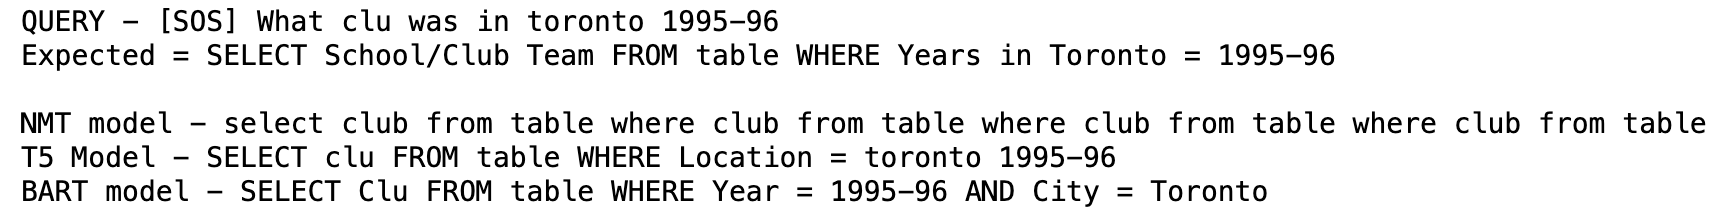 QUERY – [SOS] What clu was in toronto 1995–96
Expected = SELECT School/Club Team FROM table WHERE Years in Toronto = 1995–96
NMT model – select club from table where club from table where club from table where club from table
T5 Model – SELECT clu FROM table WHERE Location = toronto 1995–96
BART model – SELECT Clu FROM table WHERE Year = 1995–96 AND City = Toronto